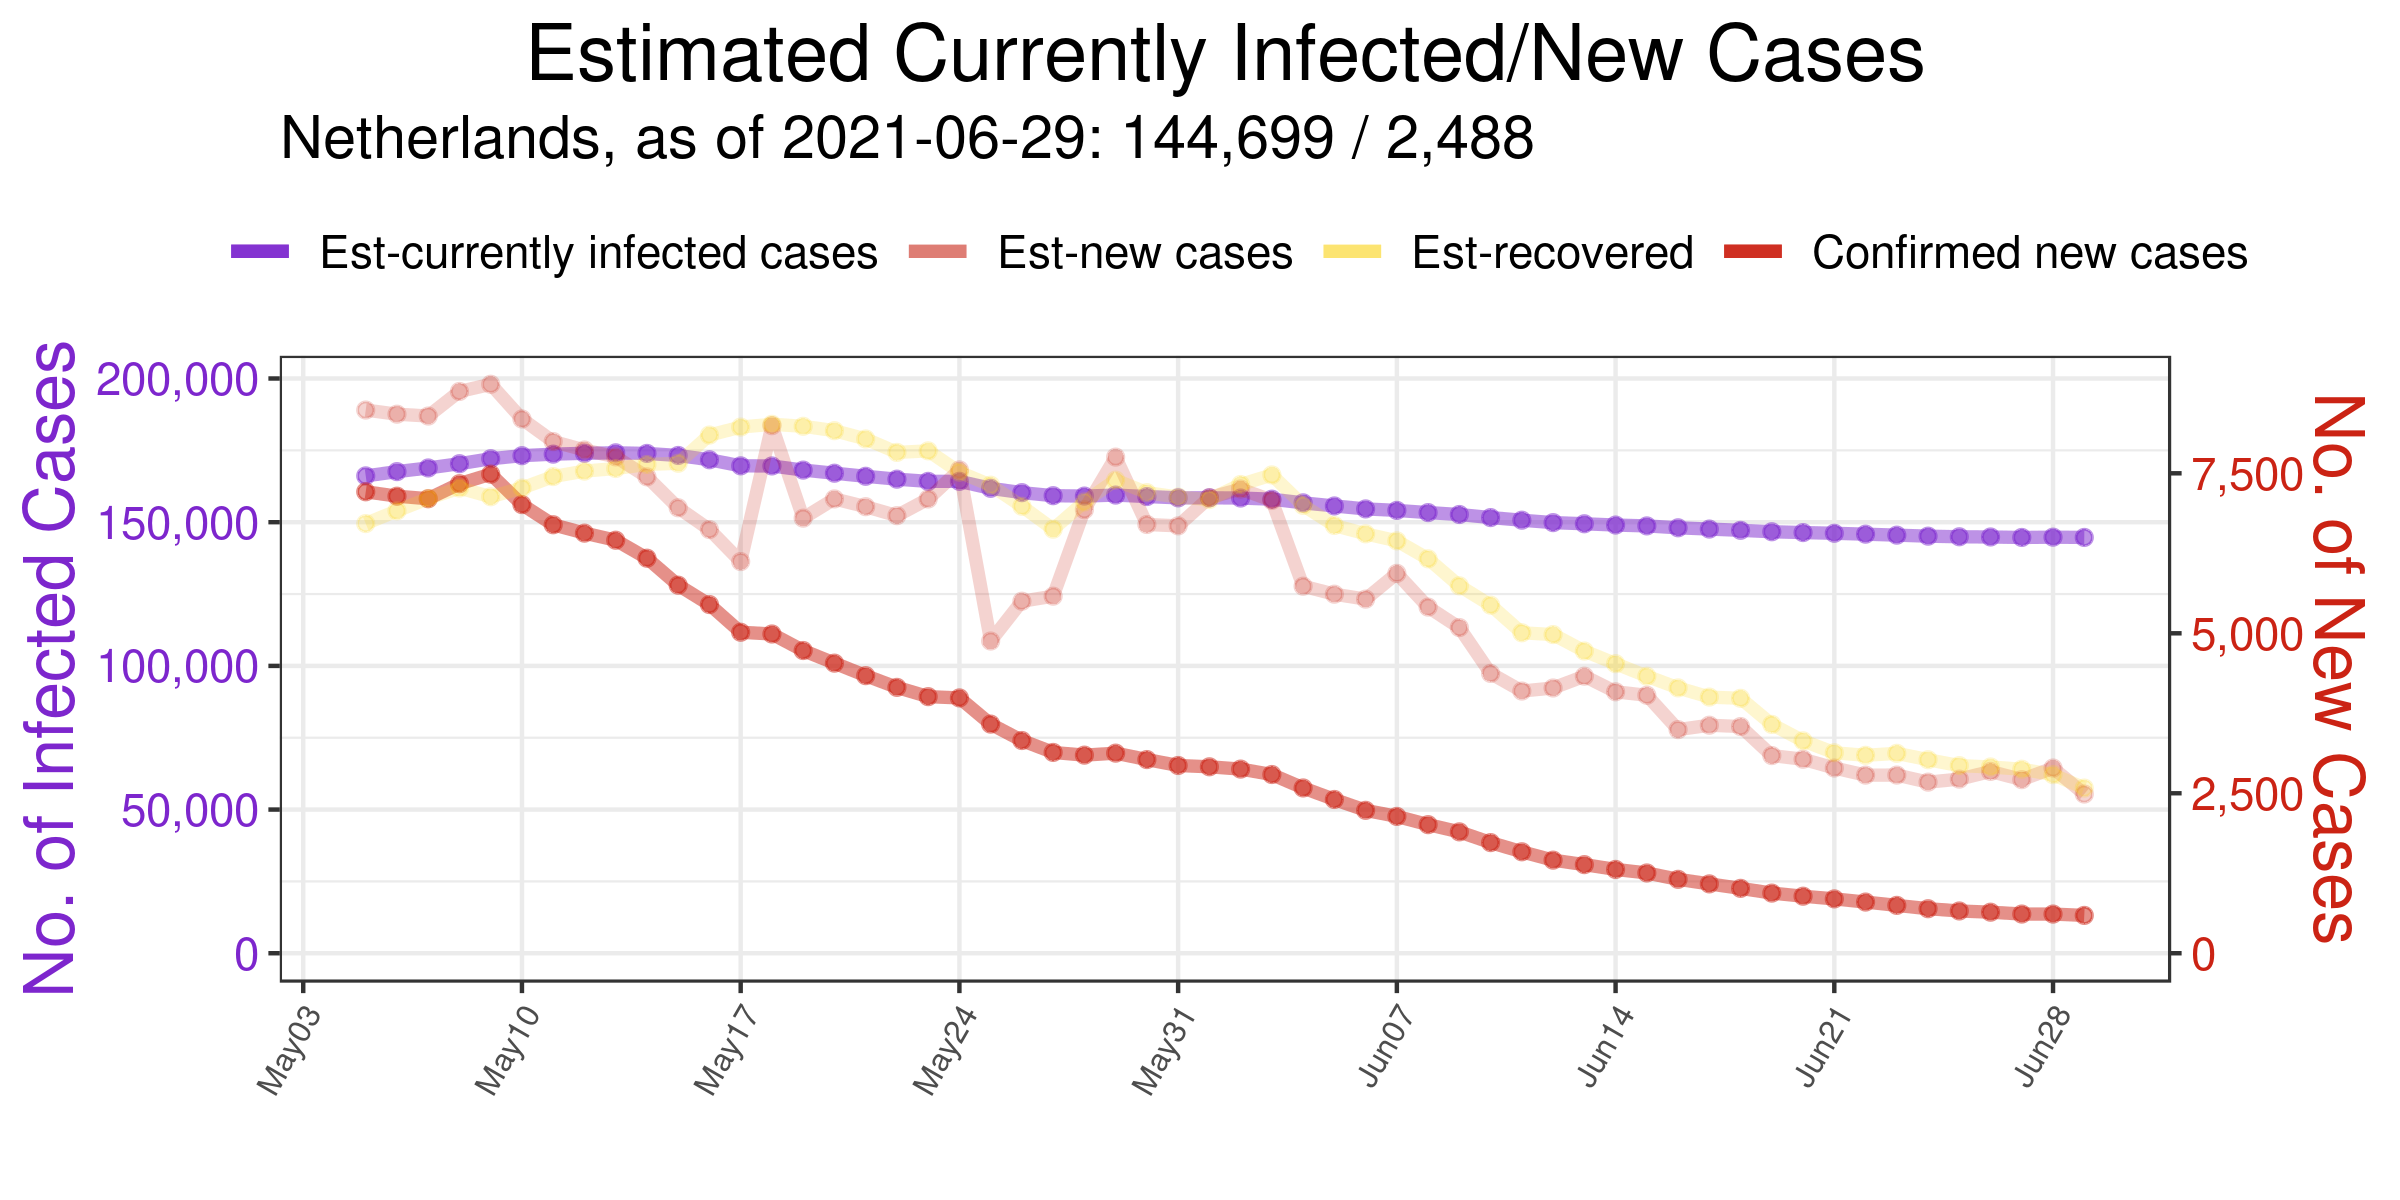 Estimated Currently Infected/New Cases
Netherlands, as of 2021-06-29: 144,699 / 2,488
Est-currently infected cases Est-new cases Est-recovered Confirmed new cases
No. of Infected Cases
200,000
150,000
100,000
50,000
0
7,500
5,000
2,500
0
No. of New Cases
May03 May10 May17 May24 May31 Jun07 Jun14 Jun21 Jun28